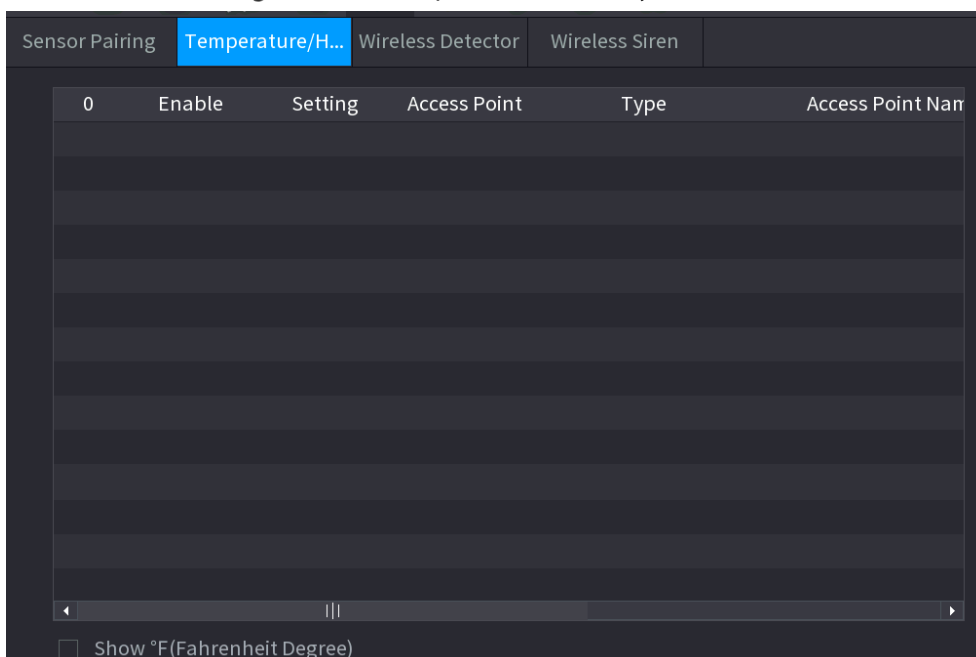 Sensor Pairing Temperature/H... Wireless Detector Wireless Siren
0 Enable Setting Access Point Type Access Point Nam
Show °F(Fahrenheit Degree)